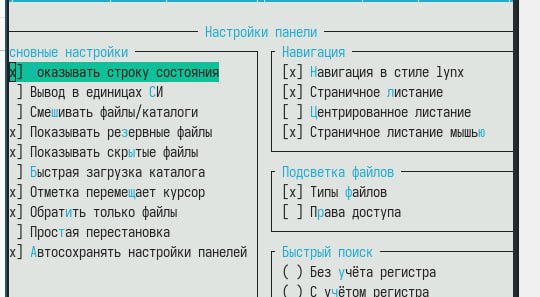 Настройки панели
сновные настройки
x] оказывать строку состояния
] Вывод в единицах СИ
] Смешивать файлы/каталоги
x] Показывать резервные файлы
x] Показывать скрытые файлы
] Быстрая загрузка каталога
x] Отметка перемещает курсор
x] Обратить только файлы
] Простая перестановка
x] Автосохранять настройки панелей
Навигация
[x] Навигация в стиле lynx
[x] Страничное листание
[ ] Центрированное листание
[x] Страничное листание мышью
Подсветка файлов
[x] Типы файлов
[ ] Права доступа
Быстрый поиск
( ) Без учёта регистра
( ) С учётом регистра